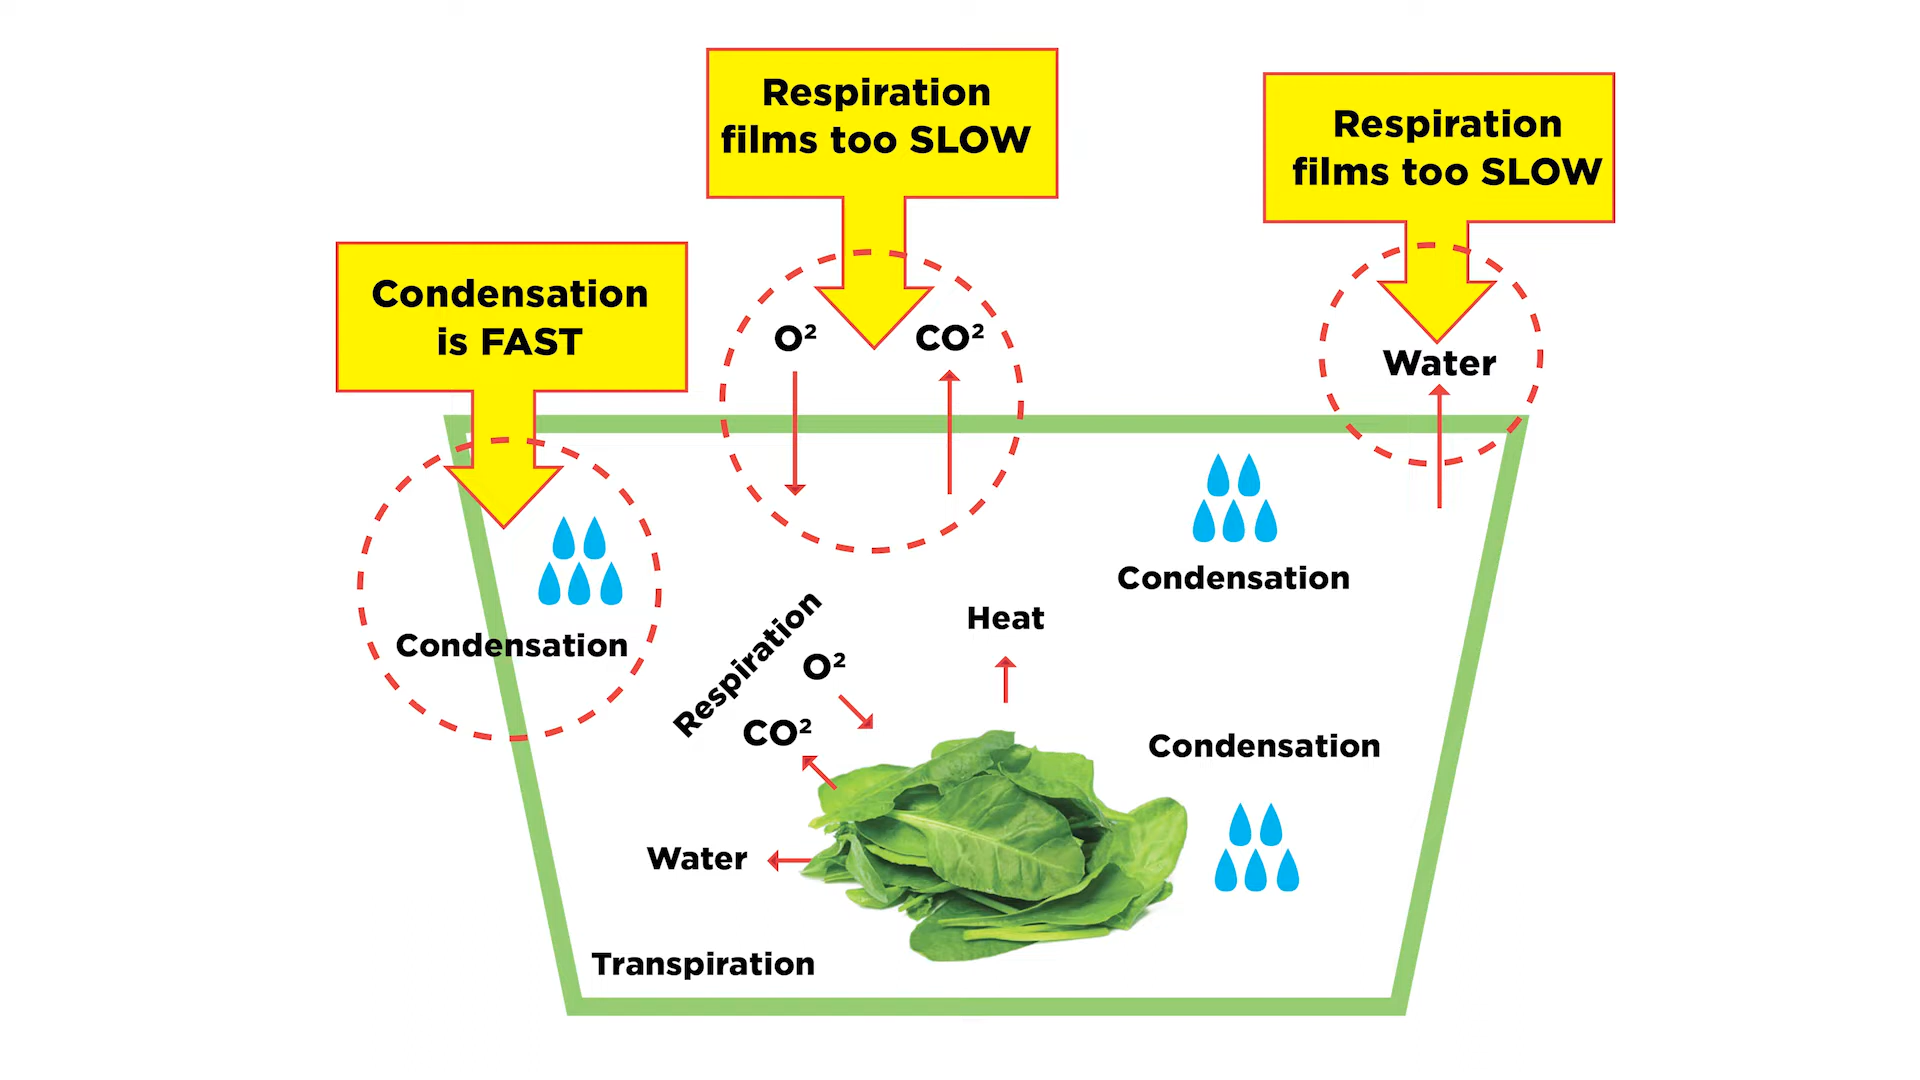 Respiration
films too SLOW
Respiration
films too SLOW
Condensation
is FAST
O²
CO²
Water
Condensation
Heat
Condensation
Respiration
O²
CO²
Condensation
Water
Transpiration